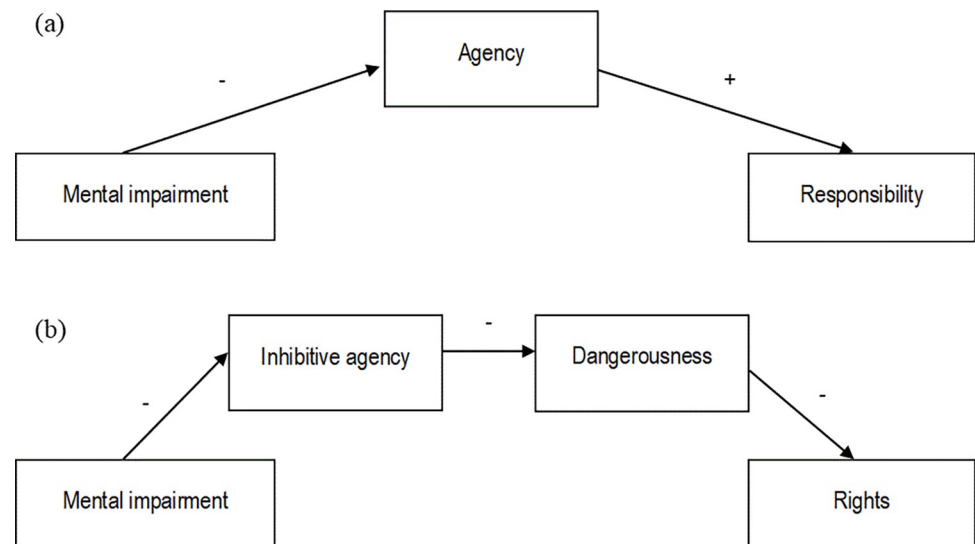 (a)
Agency
-
+
Mental impairment
Responsibility
(b)
-
Inhibitive agency
Dangerousness
-
-
Mental impairment
Rights